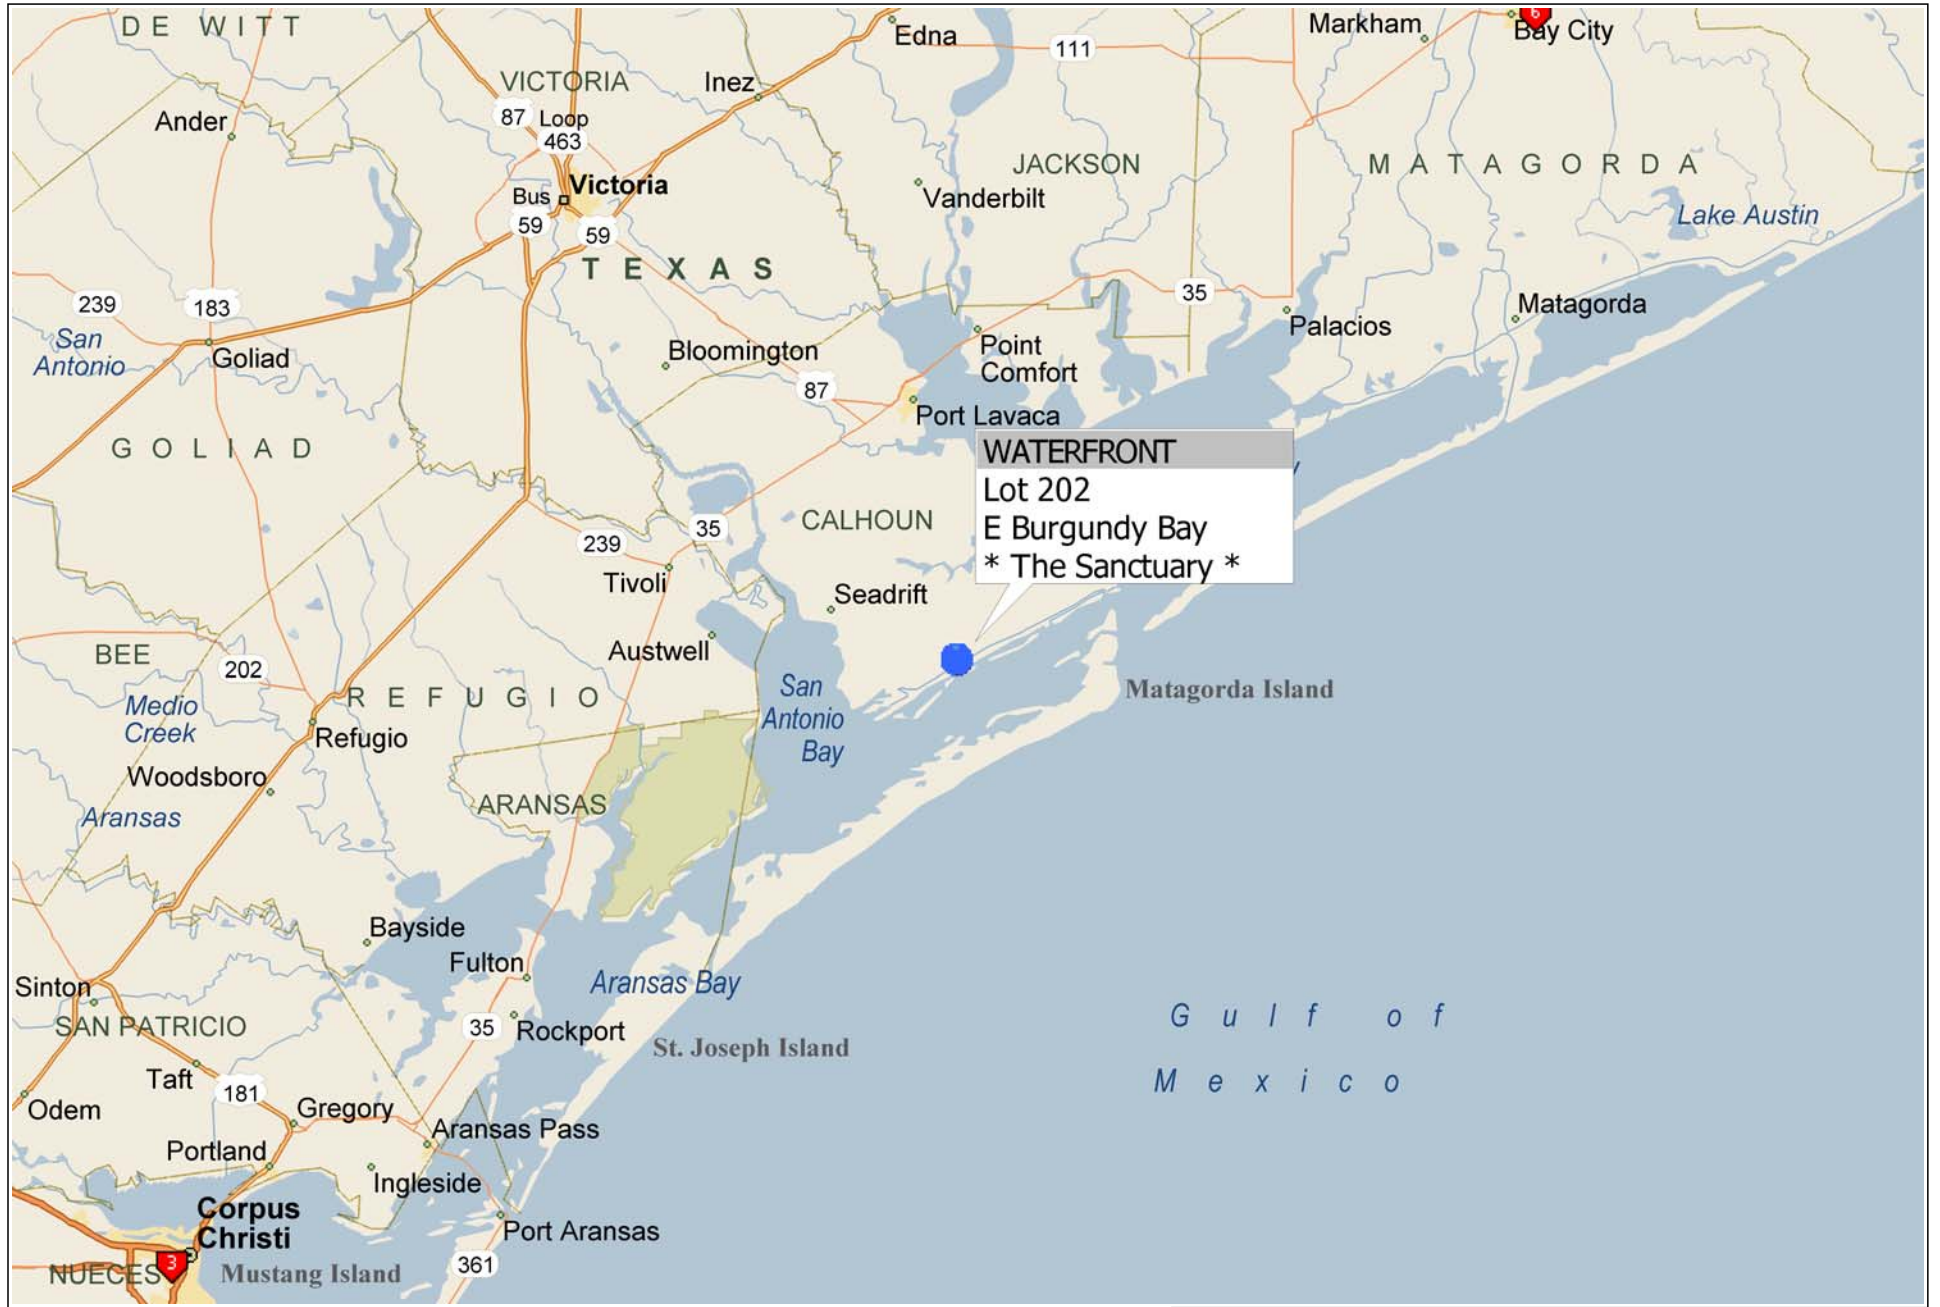 DE WITT
Edna
Markham
6
Bay City
111
VICTORIA
Inez
87
Loop
463
Ander
JACKSON
MATAGORDA
Victoria
Bus
59
59
Vanderbilt
Lake Austin
TEXAS
239
183
35
Matagorda
San
Antonio
Goliad
Palacios
Bloomington
Point
Comfort
87
Port Lavaca
GOLIAD
WATERFRONT
Lot 202
E Burgundy Bay
* The Sanctuary *
y
CALHOUN
35
239
Tivoli
Seadrift
Austwell
BEE
202
REFUGIO
San
Antonio
Bay
Matagorda Island
Medio
Creek
Refugio
Woodsboro
Aransas
ARANSAS
Bayside
Fulton
Aransas Bay
Sinton
SAN PATRICIO
35
Rockport
St. Joseph Island
Gulf of
Mexico
Taft
181
Odem
Gregory
Aransas Pass
Portland
Ingleside
Corpus
Christi
Port Aransas
3
NUECES
Mustang Island
361